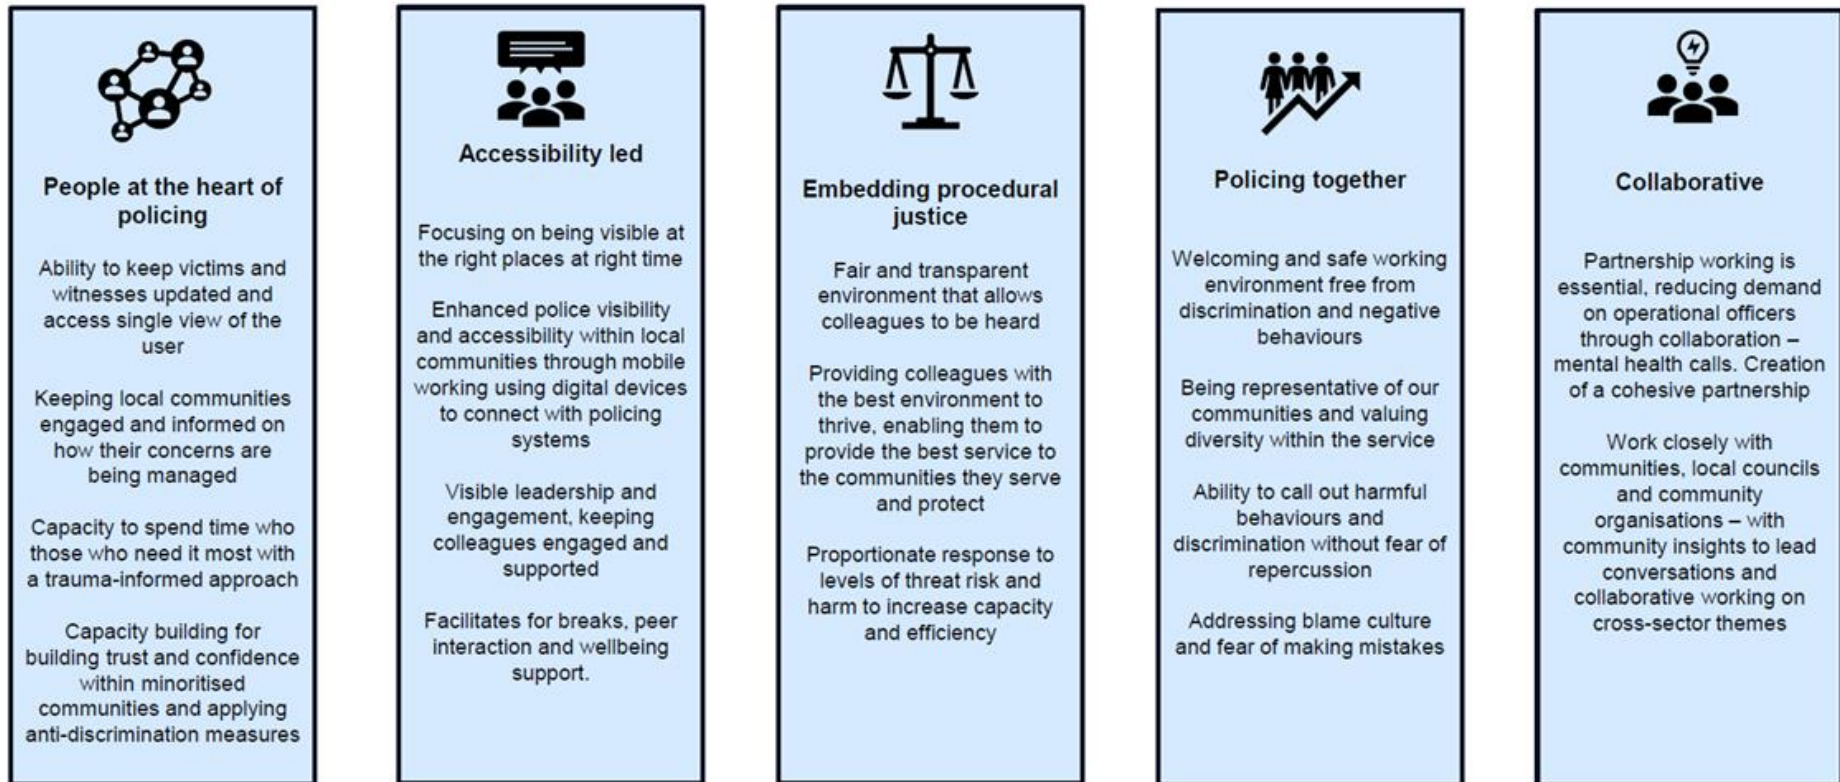 People at the heart of
policing
Ability to keep victims and
witnesses updated and
access single view of the
user
Keeping local communities
engaged and informed on
how their concerns are
being managed
Capacity to spend time who
those who need it most with
a trauma-informed approach
Capacity building for
building trust and confidence
within minoritised
communities and applying
anti-discrimination measures
Accessibility led
Focusing on being visible at
the right places at right time
Enhanced police visibility
and accessibility within local
communities through mobile
working using digital devices
to connect with policing
systems
Visible leadership and
engagement, keeping
colleagues engaged and
supported
Facilitates for breaks, peer
interaction and wellbeing
support.
Embedding procedural
justice
Fair and transparent
environment that allows
colleagues to be heard
Providing colleagues with
the best environment to
thrive, enabling them to
provide the best service to
the communities they serve
and protect
Proportionate response to
levels of threat risk and
harm to increase capacity
and efficiency
Policing together
Welcoming and safe working
environment free from
discrimination and negative
behaviours
Being representative of our
communities and valuing
diversity within the service
Ability to call out harmful
behaviours and
discrimination without fear of
repercussion
Addressing blame culture
and fear of making mistakes
Collaborative
Partnership working is
essential, reducing demand
on operational officers
through collaboration –
mental health calls. Creation
of a cohesive partnership
Work closely with
communities, local councils
and community
organisations – with
community insights to lead
conversations and
collaborative working on
cross-sector themes